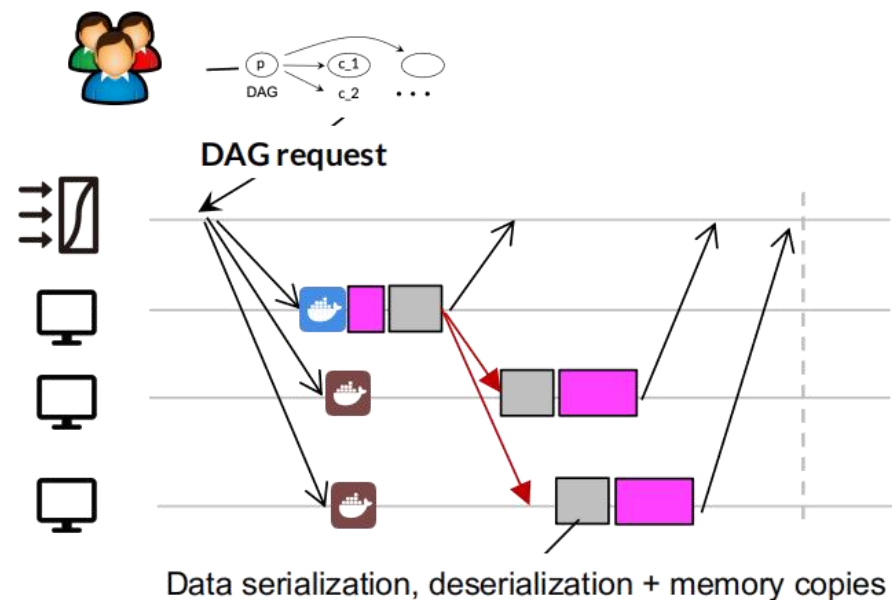 p
c_1
DAG
c_2
• • •
DAG request
Data serialization, deserialization + memory copies